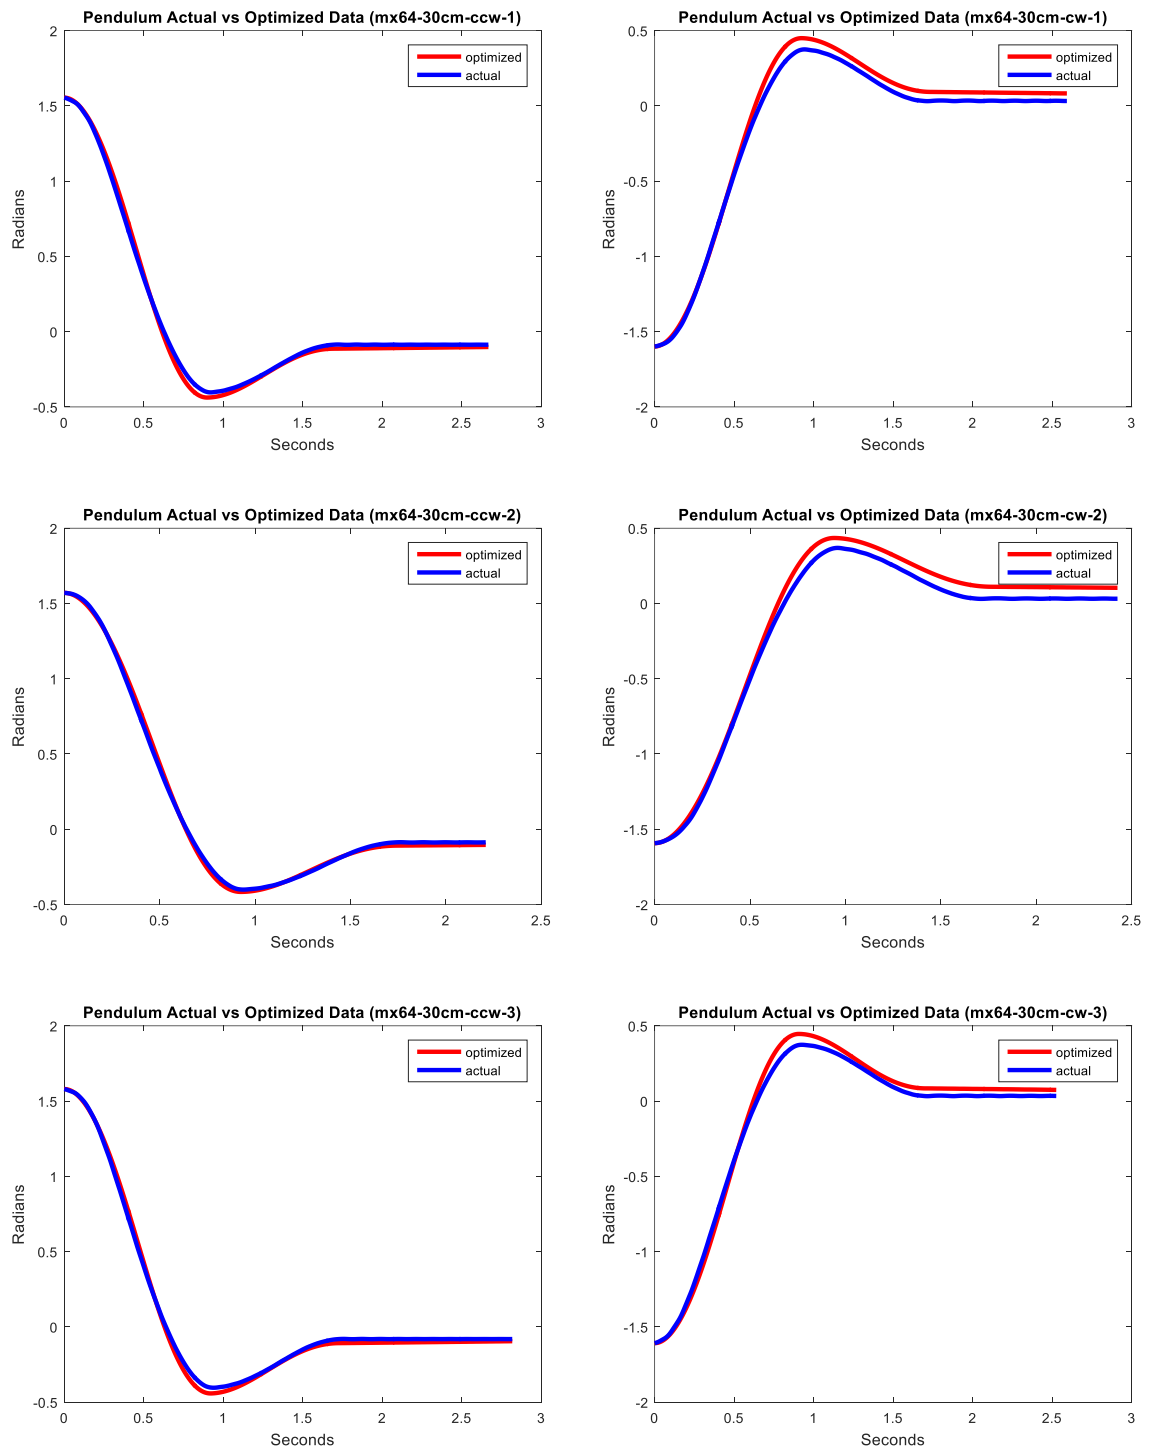 Pendulum Actual vs Optimized Data (mx64-30cm-ccw-1)
2
1.5
1
0.5
0
-0.5
0 0.5 1 1.5 2 2.5 3
Radians
Seconds
optimized
actual
Pendulum Actual vs Optimized Data (mx64-30cm-cw-1)
0.5
0
-0.5
-1
-1.5
-2
0 0.5 1 1.5 2 2.5 3
Radians
Seconds
optimized
actual
Pendulum Actual vs Optimized Data (mx64-30cm-ccw-2)
2
1.5
1
0.5
0
-0.5
0 0.5 1 1.5 2 2.5
Radians
Seconds
optimized
actual
Pendulum Actual vs Optimized Data (mx64-30cm-cw-2)
0.5
0
-0.5
-1
-1.5
-2
0 0.5 1 1.5 2 2.5
Radians
Seconds
optimized
actual
Pendulum Actual vs Optimized Data (mx64-30cm-ccw-3)
2
1.5
1
0.5
0
-0.5
0 0.5 1 1.5 2 2.5 3
Radians
Seconds
optimized
actual
Pendulum Actual vs Optimized Data (mx64-30cm-cw-3)
0.5
0
-0.5
-1
-1.5
-2
0 0.5 1 1.5 2 2.5 3
Radians
Seconds
optimized
actual